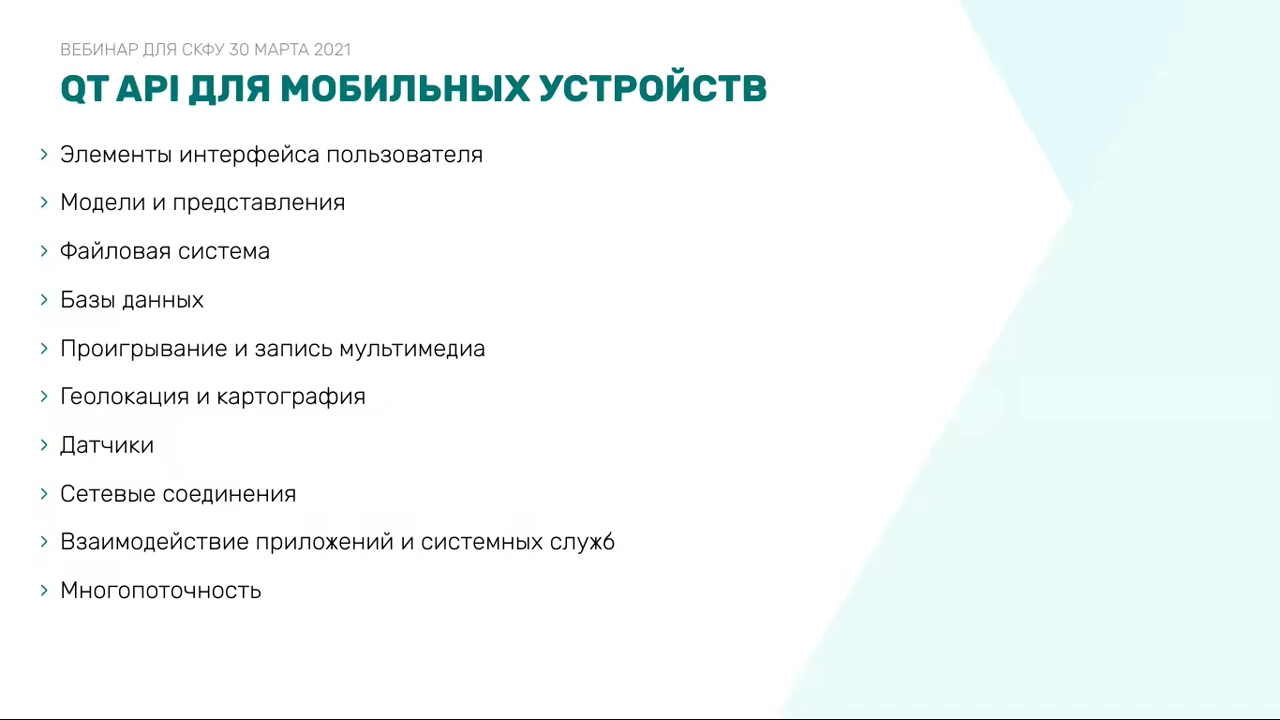 ВЕБИНАР ДЛЯ СКФУ 30 МАРТА 2021
QT API ДЛЯ МОБИЛЬНЫХ УСТРОЙСТВ
› Элементы интерфейса пользователя
› Модели и представления
› Файловая система
› Базы данных
› Проигрывание и запись мультимедиа
› Геолокация и картография
› Датчики
› Сетевые соединения
› Взаимодействие приложений и системных служб
› Многопоточность